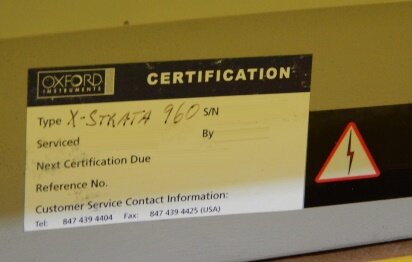 OXFORD
INSTRUMENTS
CERTIFICATION
Type X-STRATA 960 S/N
Serviced By
Next Certification Due
Reference No.
Customer Service Contact Information:
Tel: 847 439 4404 Fax: 847 439 4425 (USA)